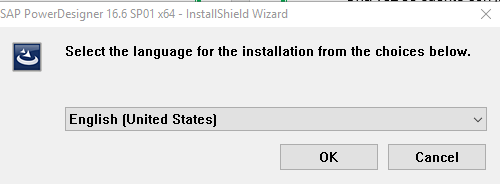 SAP PowerDesigner 16.6 SP01 x64 - InstallShield Wizard
Select the language for the installation from the choices below.
English (United States)
OK
Cancel